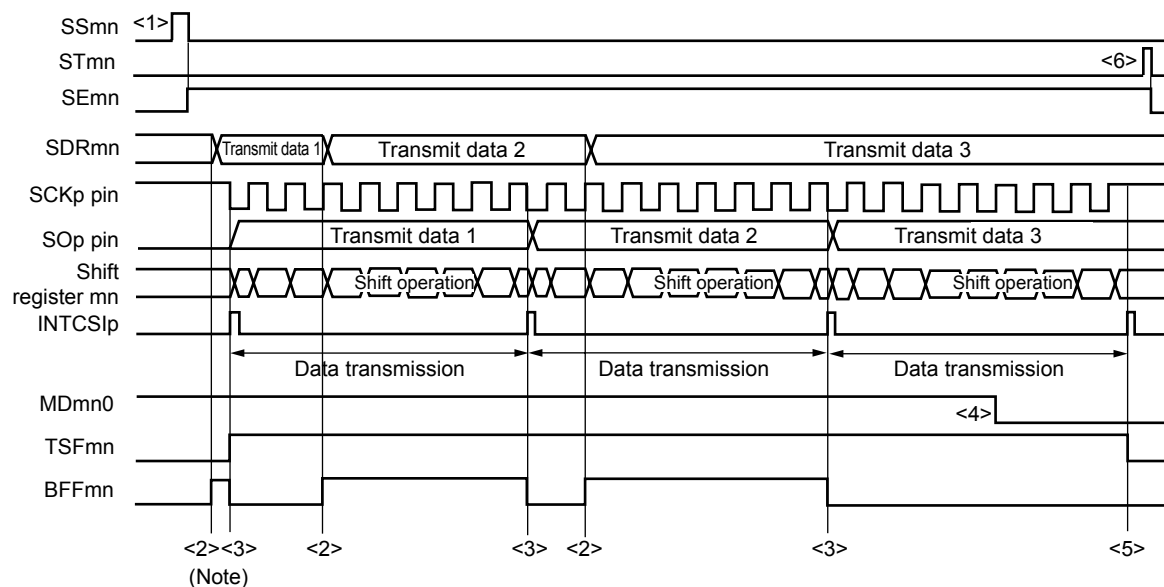 SSmn <1>
STmn <6>
SEmn
SDRmn Transmit data 1 Transmit data 2 Transmit data 3
SCKp pin
SOp pin Transmit data 1 Transmit data 2 Transmit data 3
Shift
register mn Shift operation Shift operation Shift operation
INTCSIp
Data transmission Data transmission Data transmission
MDmn0 <4>
TSFmn
BFFmn
<2> <3> <2> <3> <2> <3> <5>
(Note)